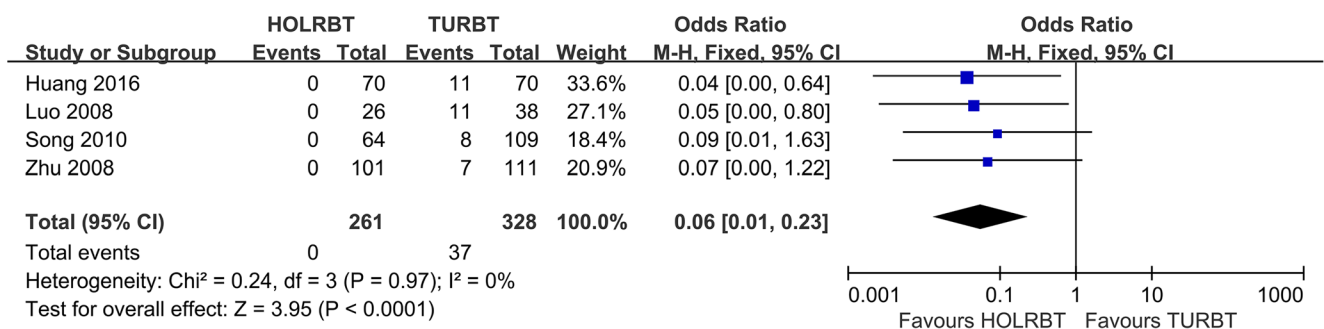 HOLRBT TURBT Odds Ratio Odds Ratio
Study or Subgroup Events Total Events Total Weight M-H, Fixed, 95% CI M-H, Fixed, 95% CI
Huang 2016 0 70 11 70 33.6% 0.04 [0.00, 0.64]
Luo 2008 0 26 11 38 27.1% 0.05 [0.00, 0.80]
Song 2010 0 64 8 109 18.4% 0.09 [0.01, 1.63]
Zhu 2008 0 101 7 111 20.9% 0.07 [0.00, 1.22]
Total (95% CI) 261 328 100.0% 0.06 [0.01, 0.23]
Total events 0 37
Heterogeneity: Chi² = 0.24, df = 3 (P = 0.97); I² = 0%
Test for overall effect: Z = 3.95 (P < 0.0001)
0.001 0.1 1 10 1000
Favours HOLRBT Favours TURBT